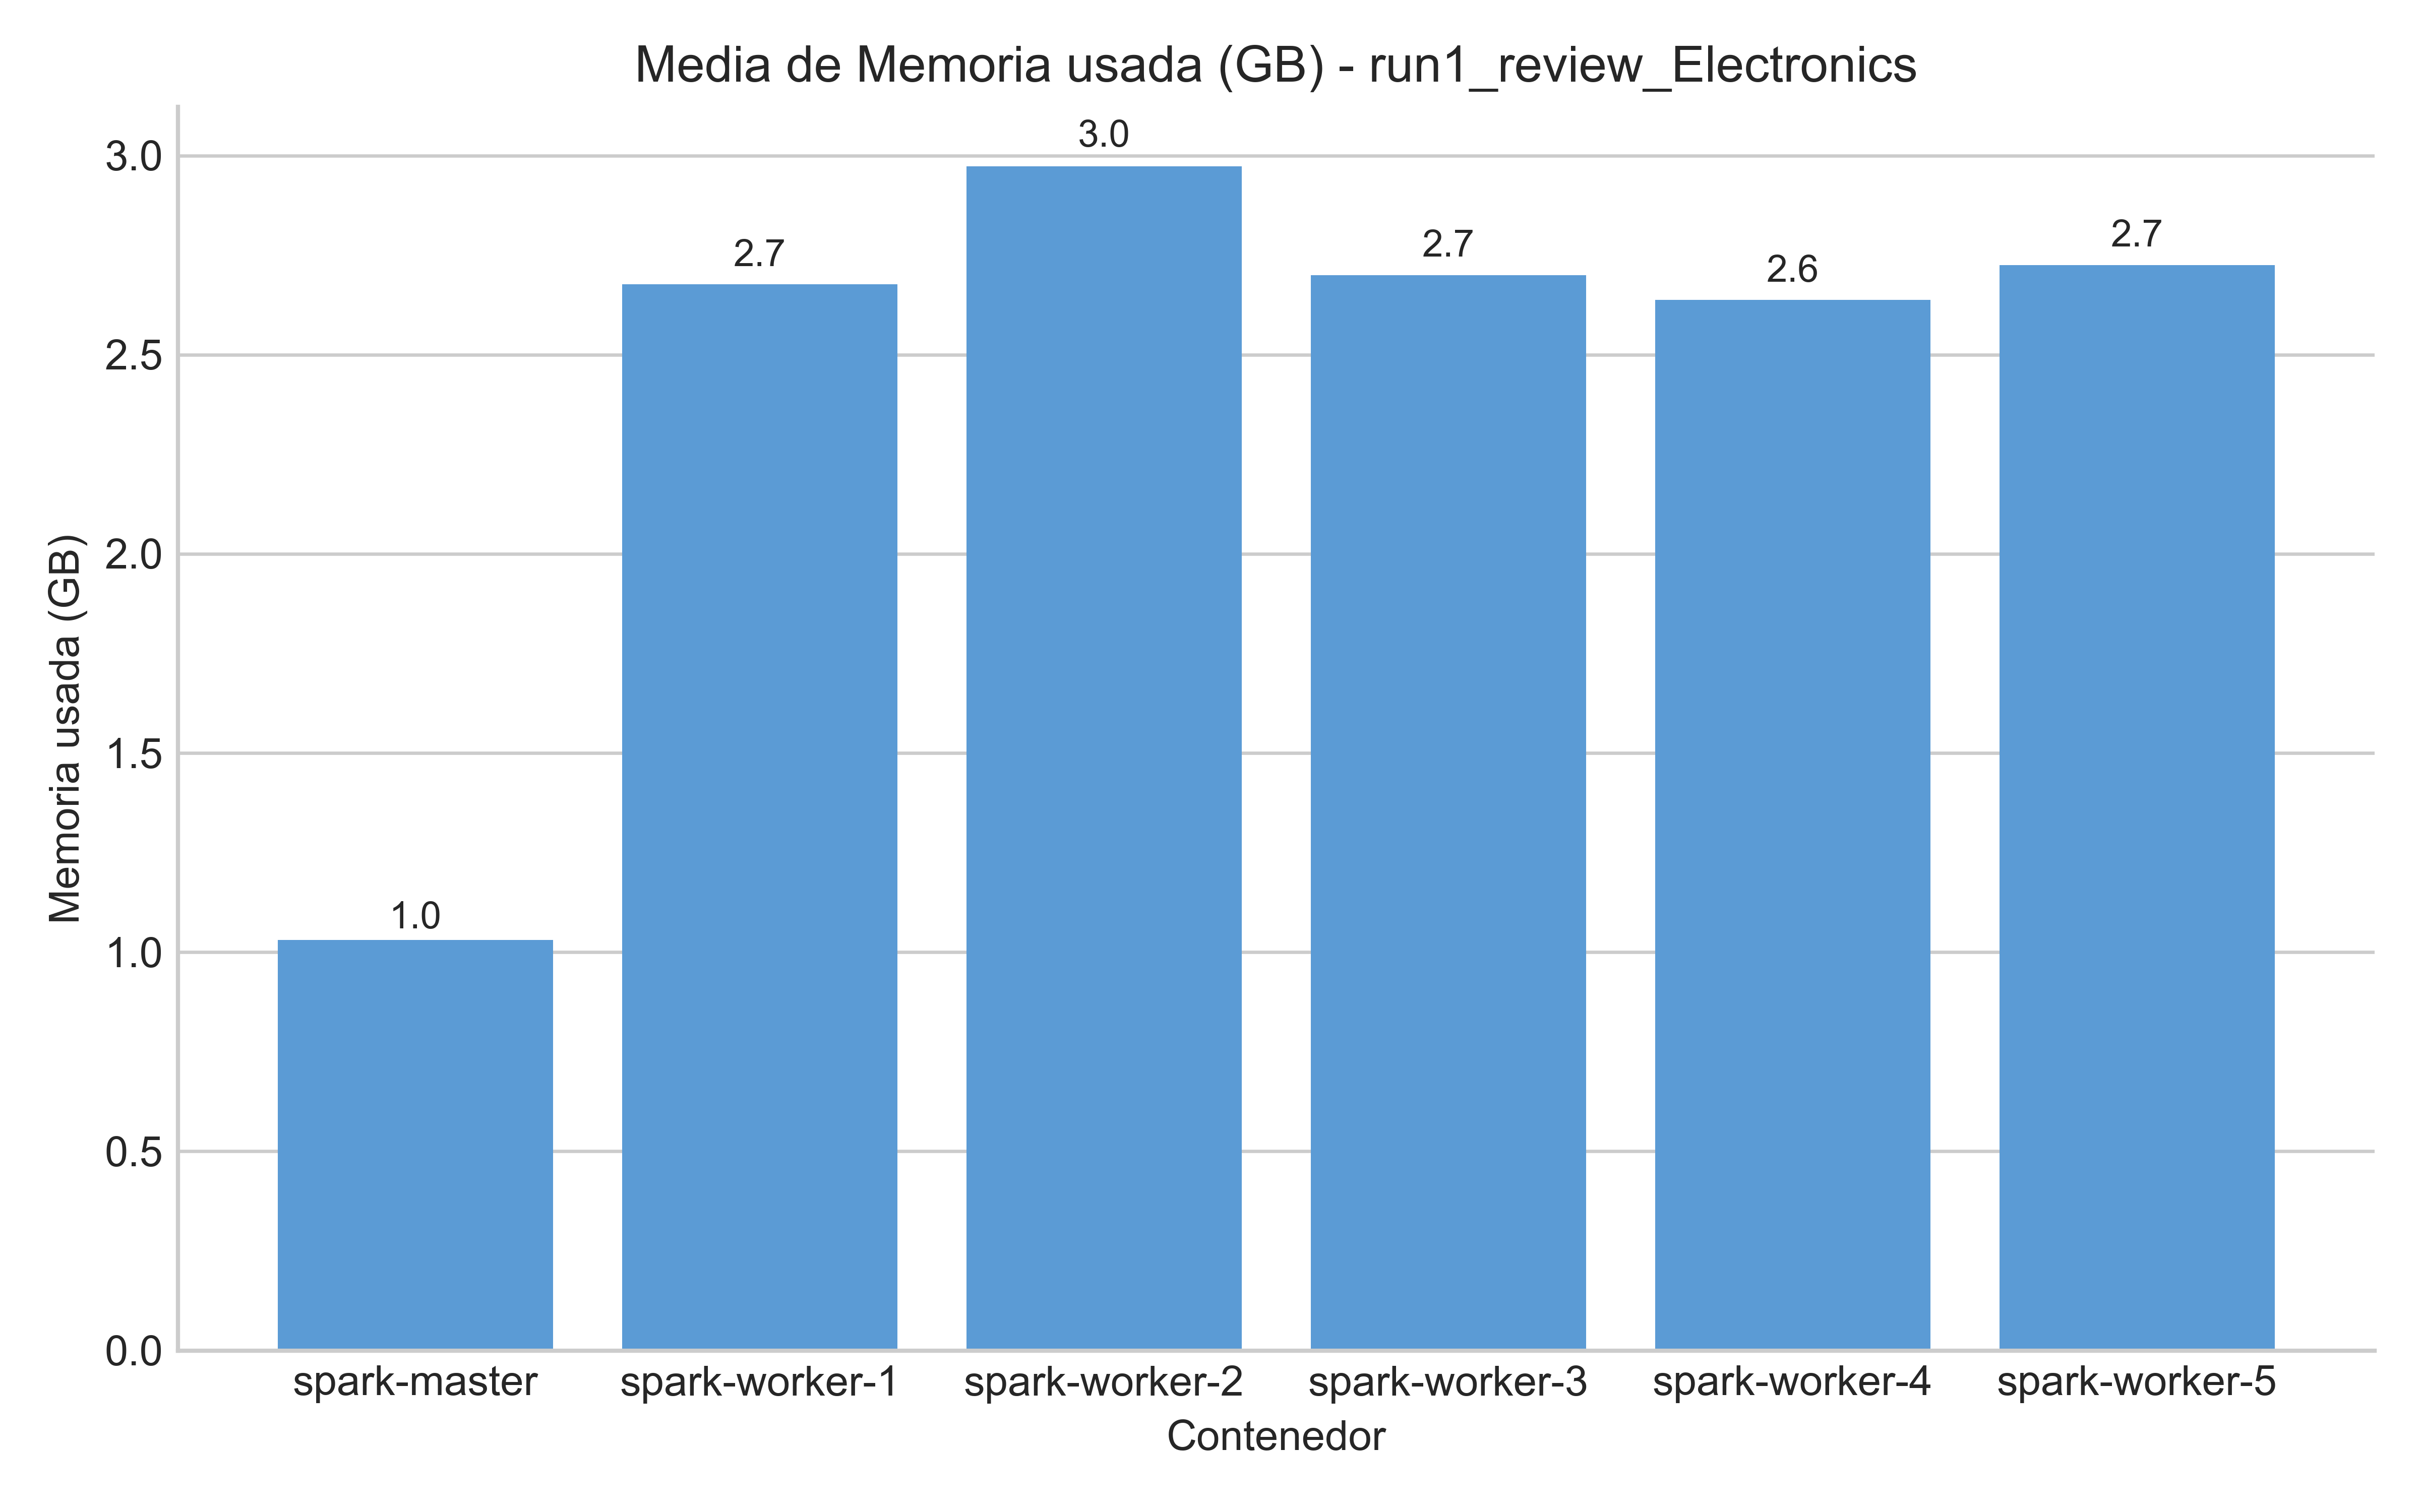 Media de Memoria usada (GB) - run1_review_Electronics
Memoria usada (GB)
3.0
2.5
2.0
1.5
1.0
0.5
0.0
1.0
2.7
3.0
2.7
2.6
2.7
spark-master
spark-worker-1
spark-worker-2
spark-worker-3
spark-worker-4
spark-worker-5
Contenedor